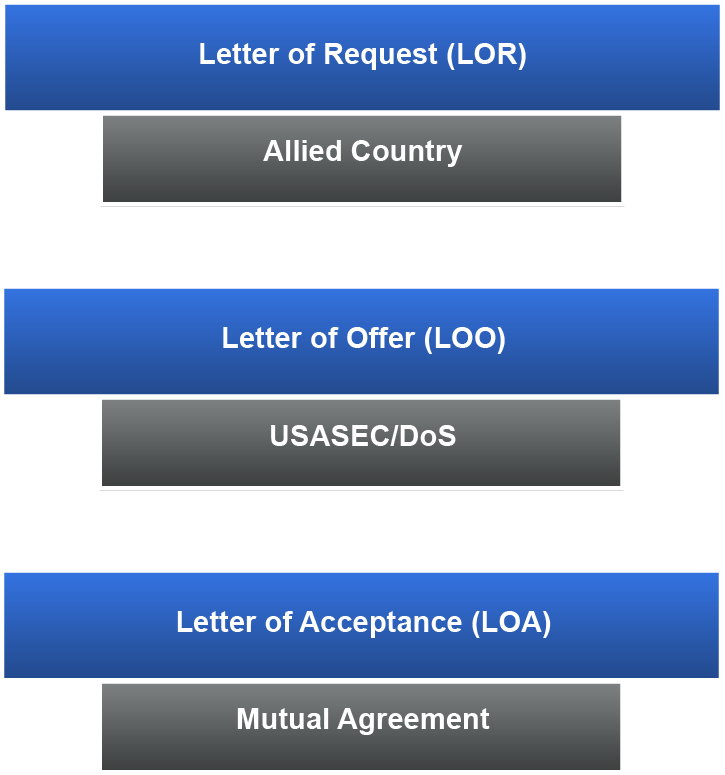 Letter of Request (LOR)
Allied Country
Letter of Offer (LOO)
USASEC/DoS
Letter of Acceptance (LOA)
Mutual Agreement